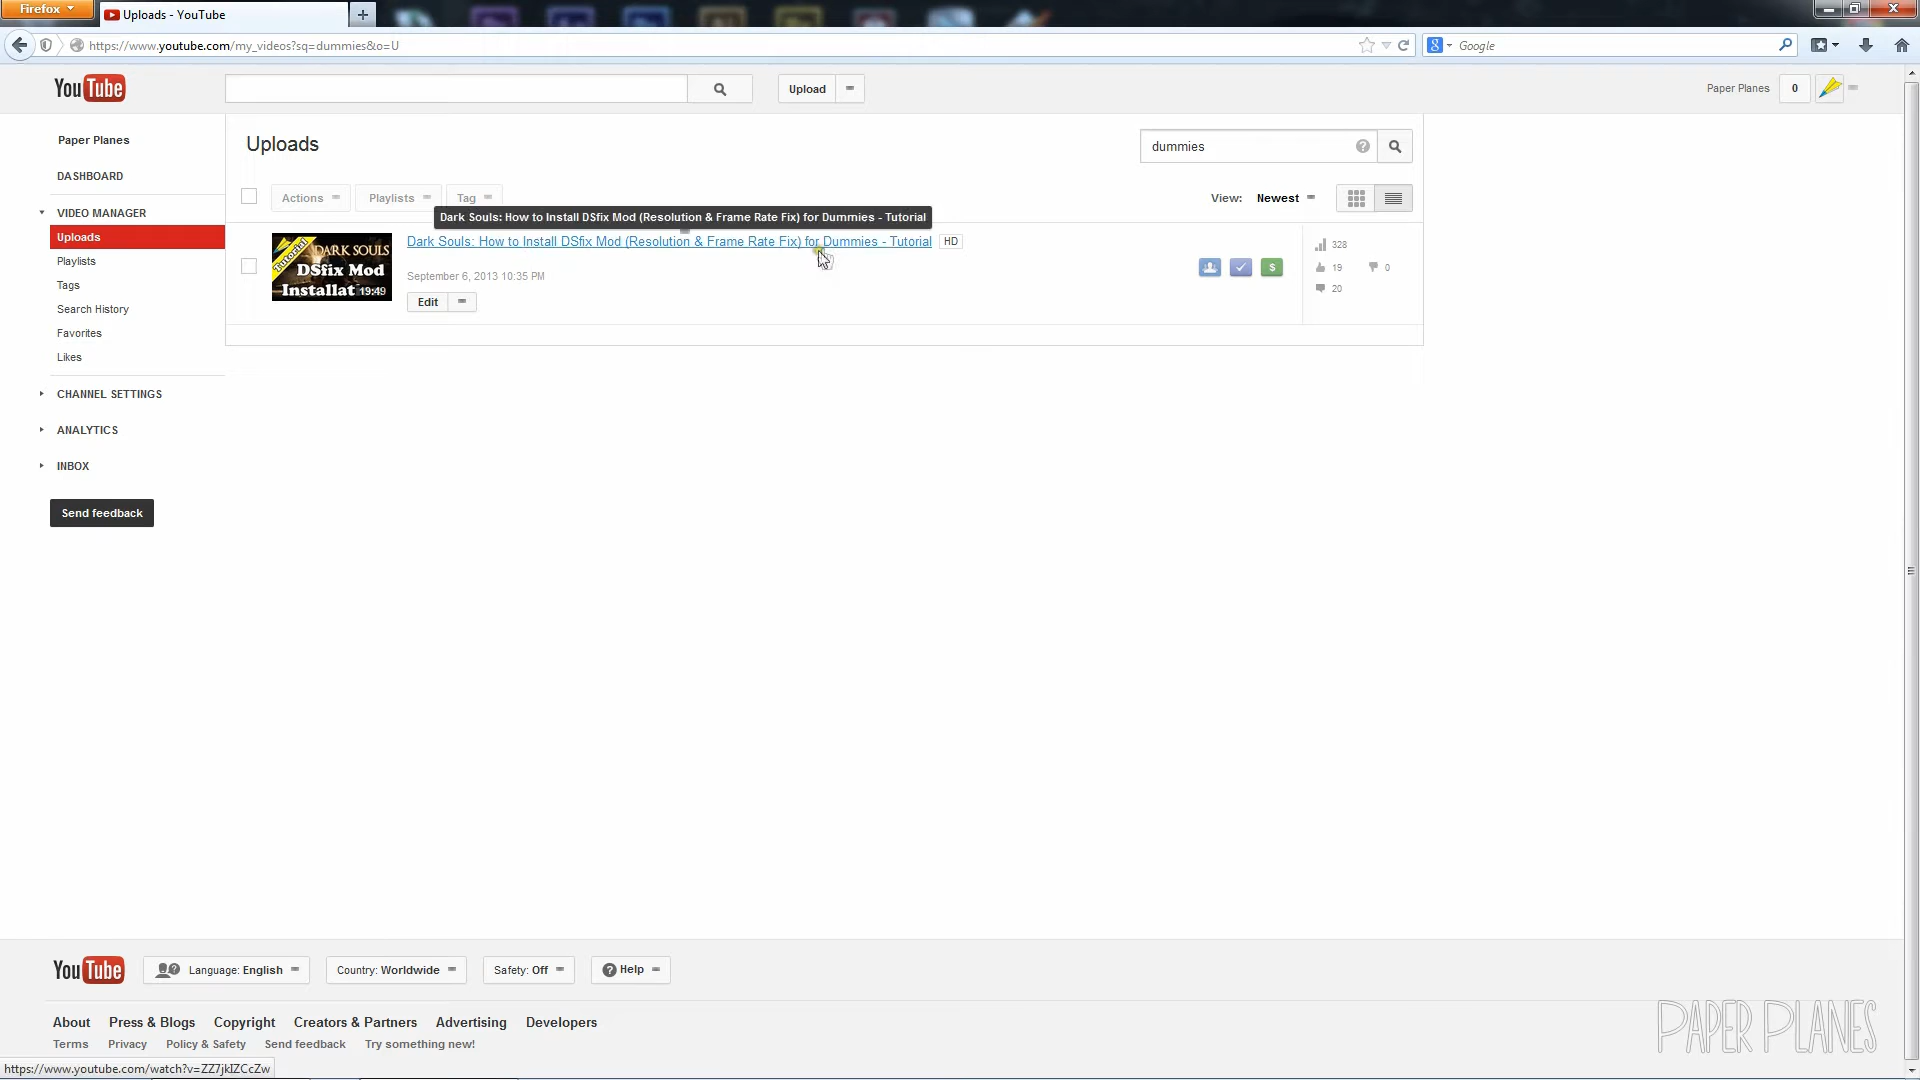 Firefox
Uploads - YouTube
https://www.youtube.com/my_videos?sq=dummies&o=U
Google
YouTube
Upload
Paper Planes
0
Paper Planes
DASHBOARD
VIDEO MANAGER
Uploads
Playlists
Tags
Search History
Favorites
Likes
CHANNEL SETTINGS
ANALYTICS
INBOX
Send feedback
Uploads
dummies
Actions
Playlists
Tag
View: Newest
Dark Souls: How to Install DSfix Mod (Resolution & Frame Rate Fix) for Dummies - Tutorial
Dark Souls: How to Install DSfix Mod (Resolution & Frame Rate Fix) for Dummies - Tutorial HD
Tutorial
DARK SOULS
DSfix Mod
Installat 19:49
September 6, 2013 10:35 PM
Edit
$
328
19 0
20
YouTube
Language: English
Country: Worldwide
Safety: Off
Help
About Press & Blogs Copyright Creators & Partners Advertising Developers
Terms Privacy Policy & Safety Send feedback Try something new!
https://www.youtube.com/watch?v=ZZ7jkIZCcZw
PAPER PLANES